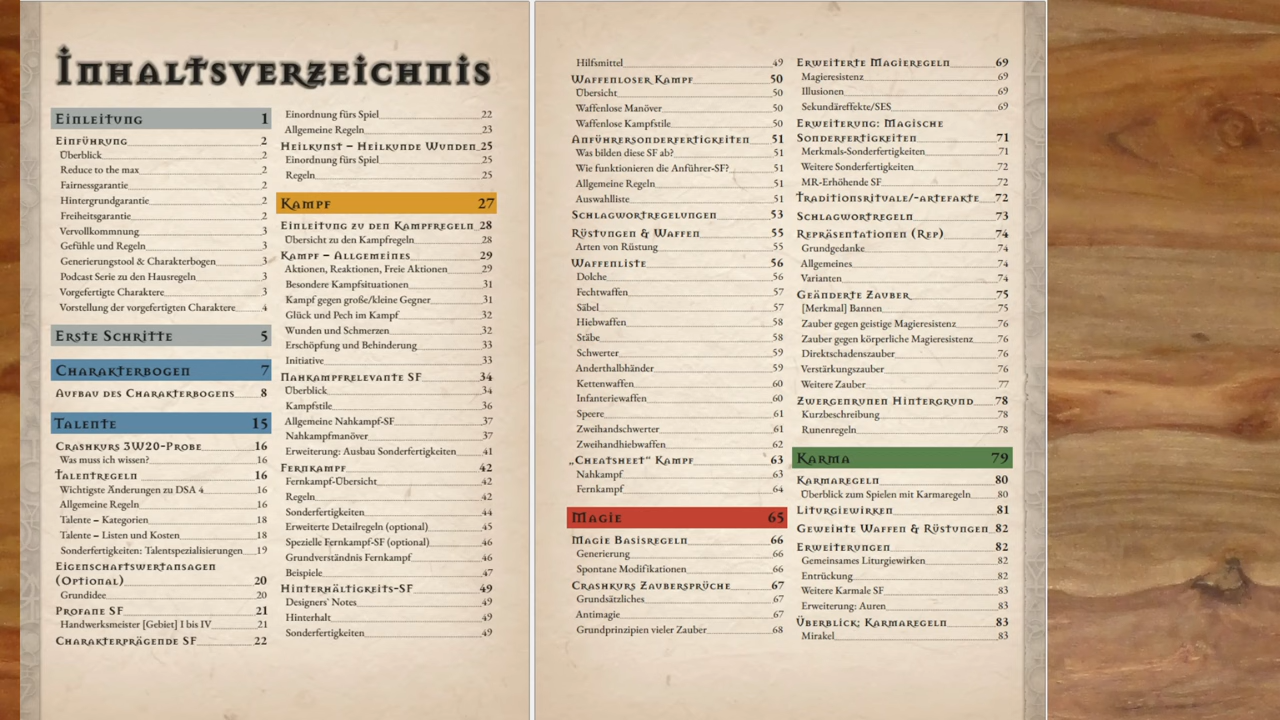 Inhaltsverzeichnis
Einleitung 1
Einführung 2
Überblick 2
Reduce to the max 2
Fairnessgarantie 2
Hintergrundgarantie 2
Freiheitsgarantie 2
Vervollkommnung 3
Gefühle und Regeln 3
Generierungstool & Charakterbogen 3
Podcast Serie zu den Hausregeln 3
Vorgefertigte Charaktere 3
Vorstellung der vorgefertigten Charaktere 4
Erste Schritte 5
Charakterbogen 7
Aufbau des Charakterbogens 8
Talente 15
Crashkurs 3W20-Probe 16
Was muss ich wissen? 16
Talentregeln 16
Wichtigste Änderungen zu DSA 4 16
Allgemeine Regeln 16
Talente – Kategorien 18
Talente – Listen und Kosten 18
Sonderfertigkeiten: Talentspezialisierungen 19
Eigenschaftswertansagen
(Optional) 20
Grundidee 20
Profane SF 21
Handwerksmeister [Gebiet] I bis IV 21
Charakterprägende SF 22
Einordnung fürs Spiel 22
Allgemeine Regeln 23
Heilkunst – Heilkunde Wunden 25
Einordnung fürs Spiel 25
Regeln 25
Kampf 27
Einleitung zu den Kampfregeln 28
Übersicht zu den Kampfregeln 28
Kampf – Allgemeines 29
Aktionen, Reaktionen, Freie Aktionen 29
Besondere Kampfsituationen 31
Kampf gegen große/kleine Gegner 31
Glück und Pech im Kampf 32
Wunden und Schmerzen 32
Erschöpfung und Behinderung 33
Initiative 33
Nahkampfrelevante SF 34
Überblick 34
Kampfstile 36
Allgemeine Nahkampf-SF 37
Nahkampfmanöver 37
Erweiterung: Ausbau Sonderfertigkeiten 41
Fernkampf 42
Fernkampf-Übersicht 42
Regeln 42
Sonderfertigkeiten 44
Erweiterte Detailregeln (optional) 45
Spezielle Fernkampf-SF (optional) 46
Grundverständnis Fernkampf 46
Beispiele 47
Hinterhältigkeits-SF 49
Designers' Notes 49
Hinterhalt 49
Sonderfertigkeiten 49
Hilfsmittel 49
Waffenloser Kampf 50
Übersicht 50
Waffenlose Manöver 50
Waffenlose Kampfstile 50
Anführersonderfertigkeiten 51
Was bilden diese SF ab? 51
Wie funktionieren die Anführer-SF? 51
Allgemeine Regeln 51
Auswahlliste 51
Schlagwortregelungen 53
Rüstungen & Waffen 55
Arten von Rüstung 55
Waffenliste 56
Dolche 56
Fechtwaffen 57
Säbel 57
Hiebwaffen 58
Stäbe 58
Schwerter 59
Anderthalbhänder 59
Kettenwaffen 60
Infanteriewaffen 60
Speere 61
Zweihandschwerter 61
Zweihandhiebwaffen 62
„Cheatsheet“ Kampf 63
Nahkampf 63
Fernkampf 64
Magie 65
Magie Basisregeln 66
Generierung 66
Spontane Modifikationen 66
Crashkurs Zaubersprüche 67
Grundsätzliches 67
Antimagie 67
Grundprinzipien vieler Zauber 68
Erweiterte Magieregeln 69
Magieresistenz 69
Illusionen 69
Sekundäreffekte/SES 69
Erweiterung: Magische
Sonderfertigkeiten 71
Merkmals-Sonderfertigkeiten 71
Weitere Sonderfertigkeiten 72
MR-Erhöhende SF 72
Traditionsrituale/-artefakte 72
Schlagwortregeln 73
Repräsentationen (Rep) 74
Grundgedanke 74
Allgemeines 74
Varianten 74
Geänderte Zauber 75
[Merkmal] Bannen 75
Zauber gegen geistige Magieresistenz 76
Zauber gegen körperliche Magieresistenz 76
Direktschadenszauber 76
Verstärkungszauber 76
Weitere Zauber 77
Zwergenrunen Hintergrund 78
Kurzbeschreibung 78
Runenregeln 78
Karma 79
Karmaregeln 80
Überblick zum Spielen mit Karmaregeln 80
Liturgiewirken 81
Geweihte Waffen & Rüstungen 82
Erweiterungen 82
Gemeinsames Liturgiewirken 82
Entrückung 82
Weitere Karmale SF 83
Erweiterung: Auren 83
Überblick: Karmaregeln 83
Mirakel 83